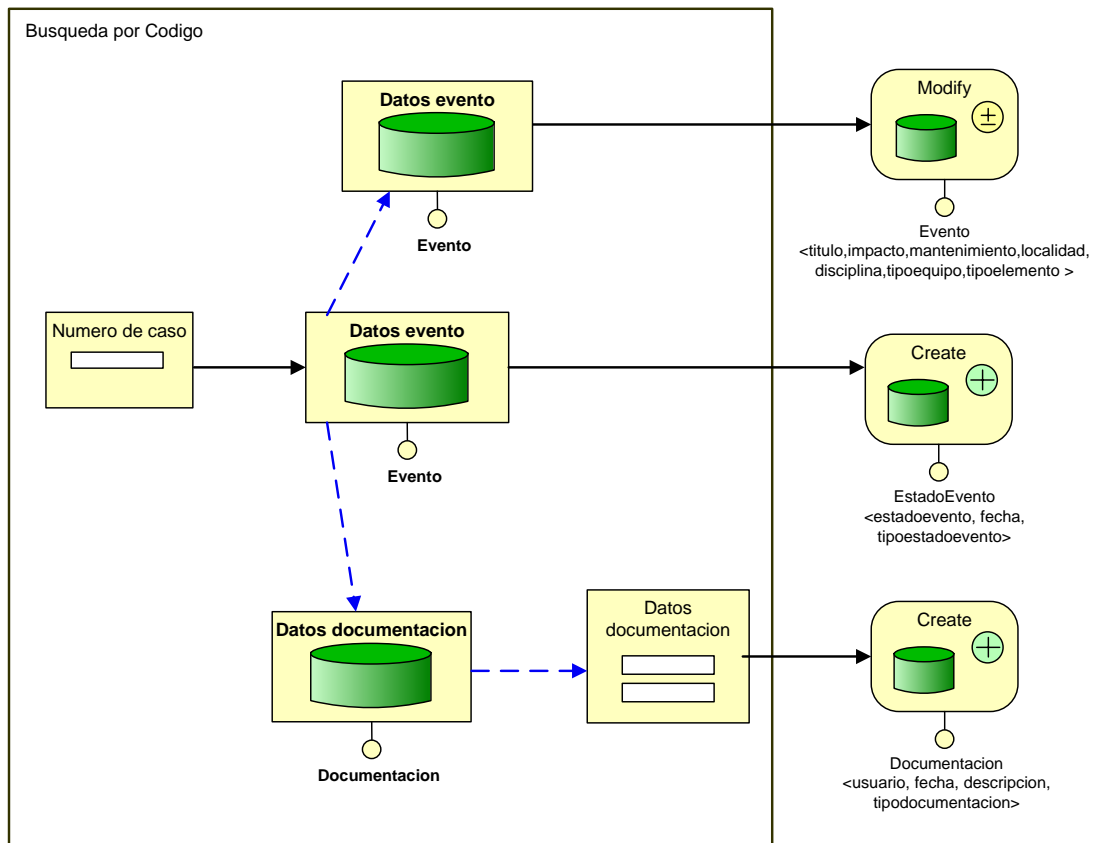 Busqueda por Codigo
Datos evento
Evento
Modify
Evento
<titulo,impacto,mantenimiento,localidad,
disciplina,tipoequipo,tipoelemento >
Numero de caso
Datos evento
Evento
Create
EstadoEvento
<estadoevento, fecha,
tipoestadoevento>
Datos documentacion
Documentacion
Datos
documentacion
Create
Documentacion
<usuario, fecha, descripcion,
tipodocumentacion>